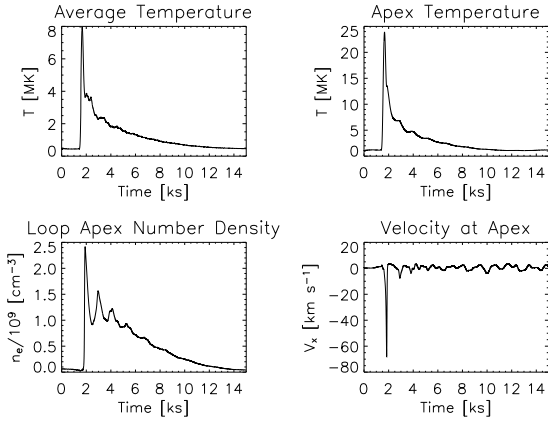 Average Temperature
8
6
4
2
0
T [MK]
0 2 4 6 8 10 12 14
Time [ks]
Apex Temperature
25
20
15
10
5
0
T [MK]
0 2 4 6 8 10 12 14
Time [ks]
Loop Apex Number Density
2.5
2.0
1.5
1.0
0.5
0.0
nₑ/10⁹ [cm⁻³]
0 2 4 6 8 10 12 14
Time [ks]
Velocity at Apex
20
0
−20
−40
−60
−80
Vₓ [km s⁻¹]
0 2 4 6 8 10 12 14
Time [ks]